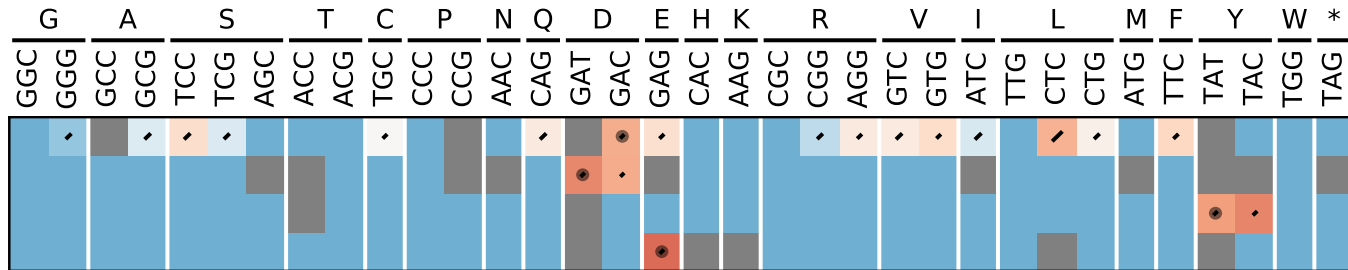 G A S T C P N Q D E H K R V I L M F Y W *
GGC GGG GCC GCG TCC TCG AGC ACC ACG TGC CCC CCG AAC CAG GAT GAC GAG CAC AAG CGC CGG AGG GTC GTG ATC TTG CTC CTG ATG TTC TAT TAC TGG TAG